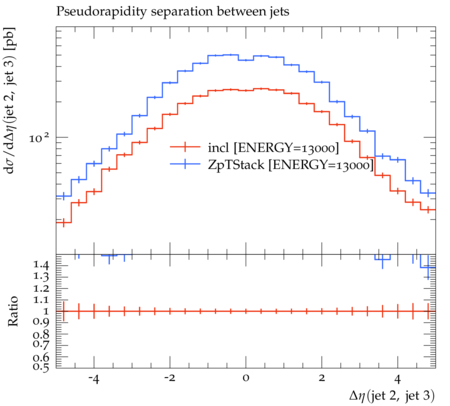 Pseudorapidity separation between jets
dσ/dΔη(jet 2, jet 3) [pb]
10²
incl [ENERGY=13000]
ZpTStack [ENERGY=13000]
Ratio
1.4
1.3
1.2
1.1
1
0.9
0.8
0.7
0.6
0.5
-4 -2 0 2 4
Δη(jet 2, jet 3)